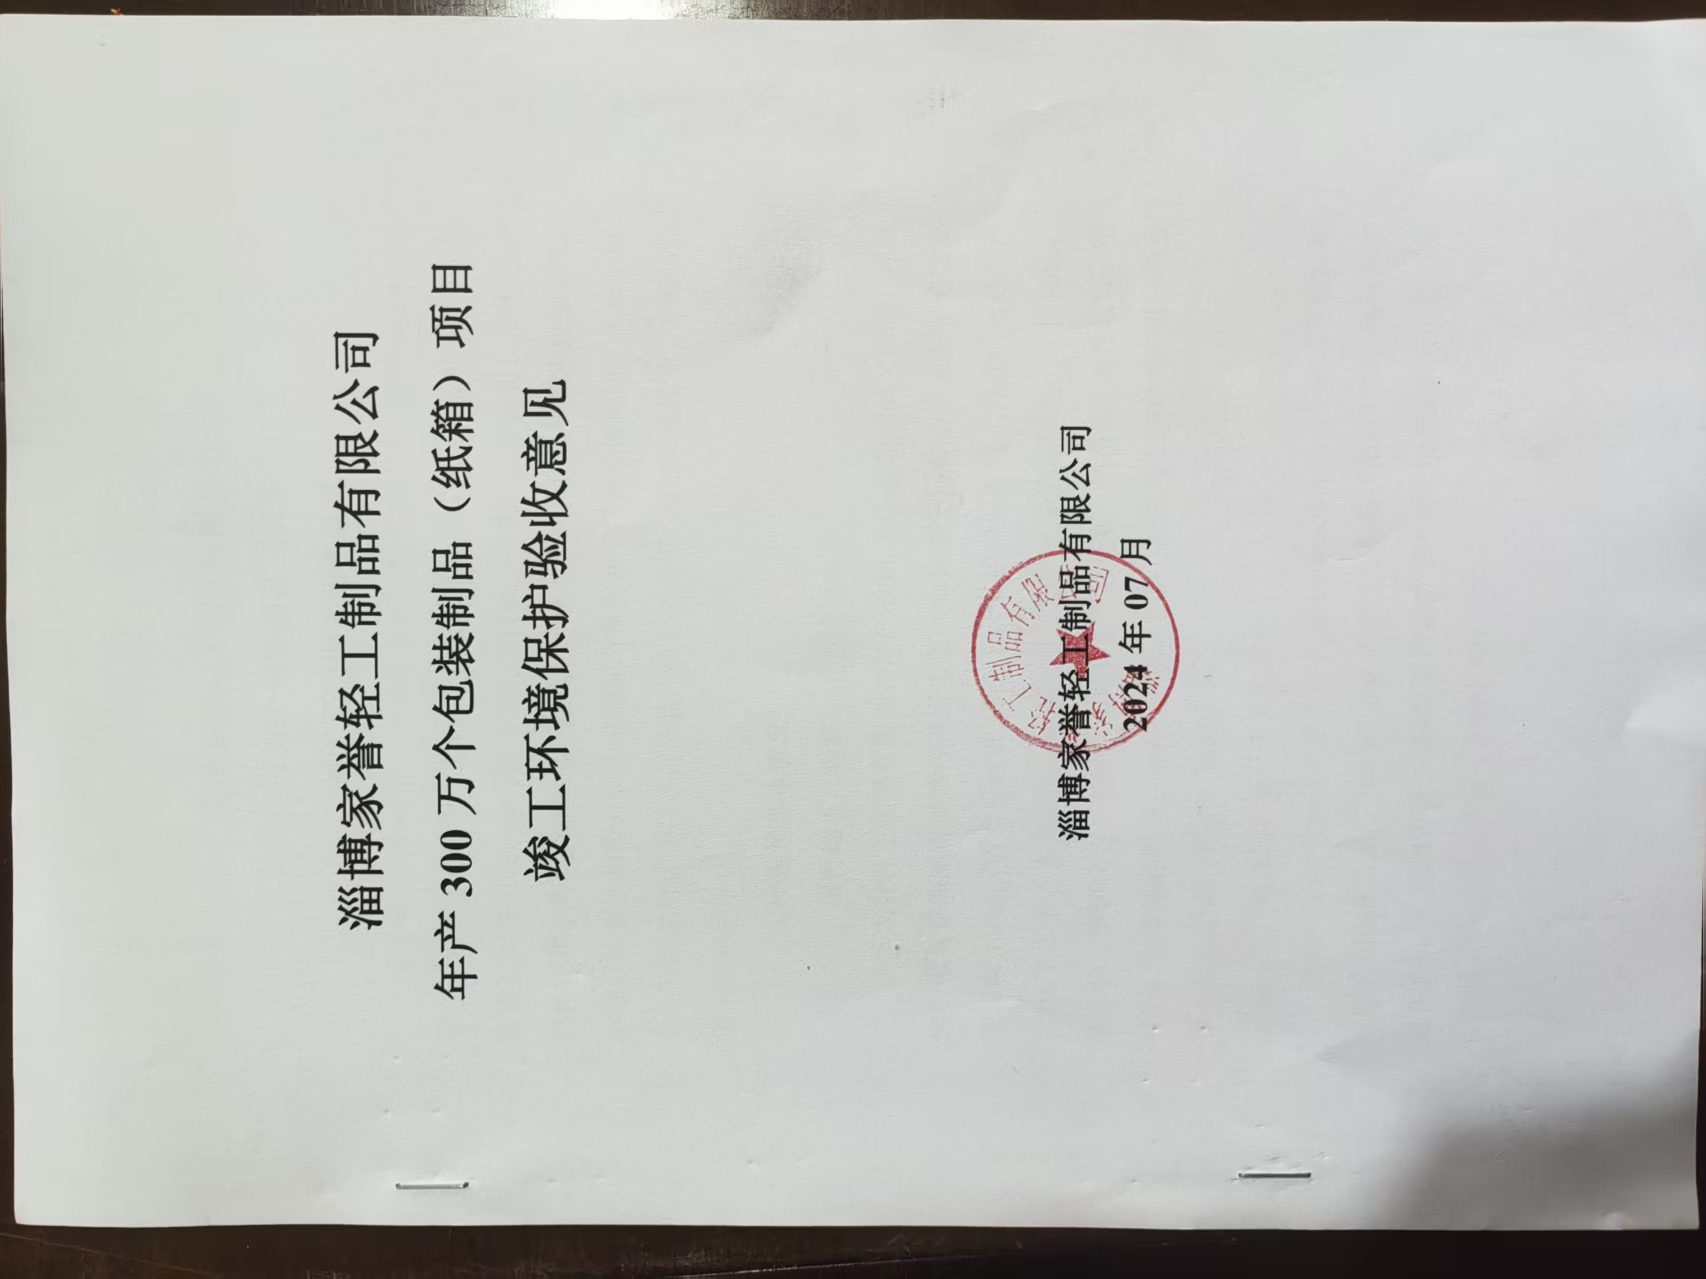 淄博家誉轻工制品有限公司
年产 300 万个包装制品（纸箱）项目
竣工环境保护验收意见
淄博家誉轻工制品有限公司
2024 年 07 月